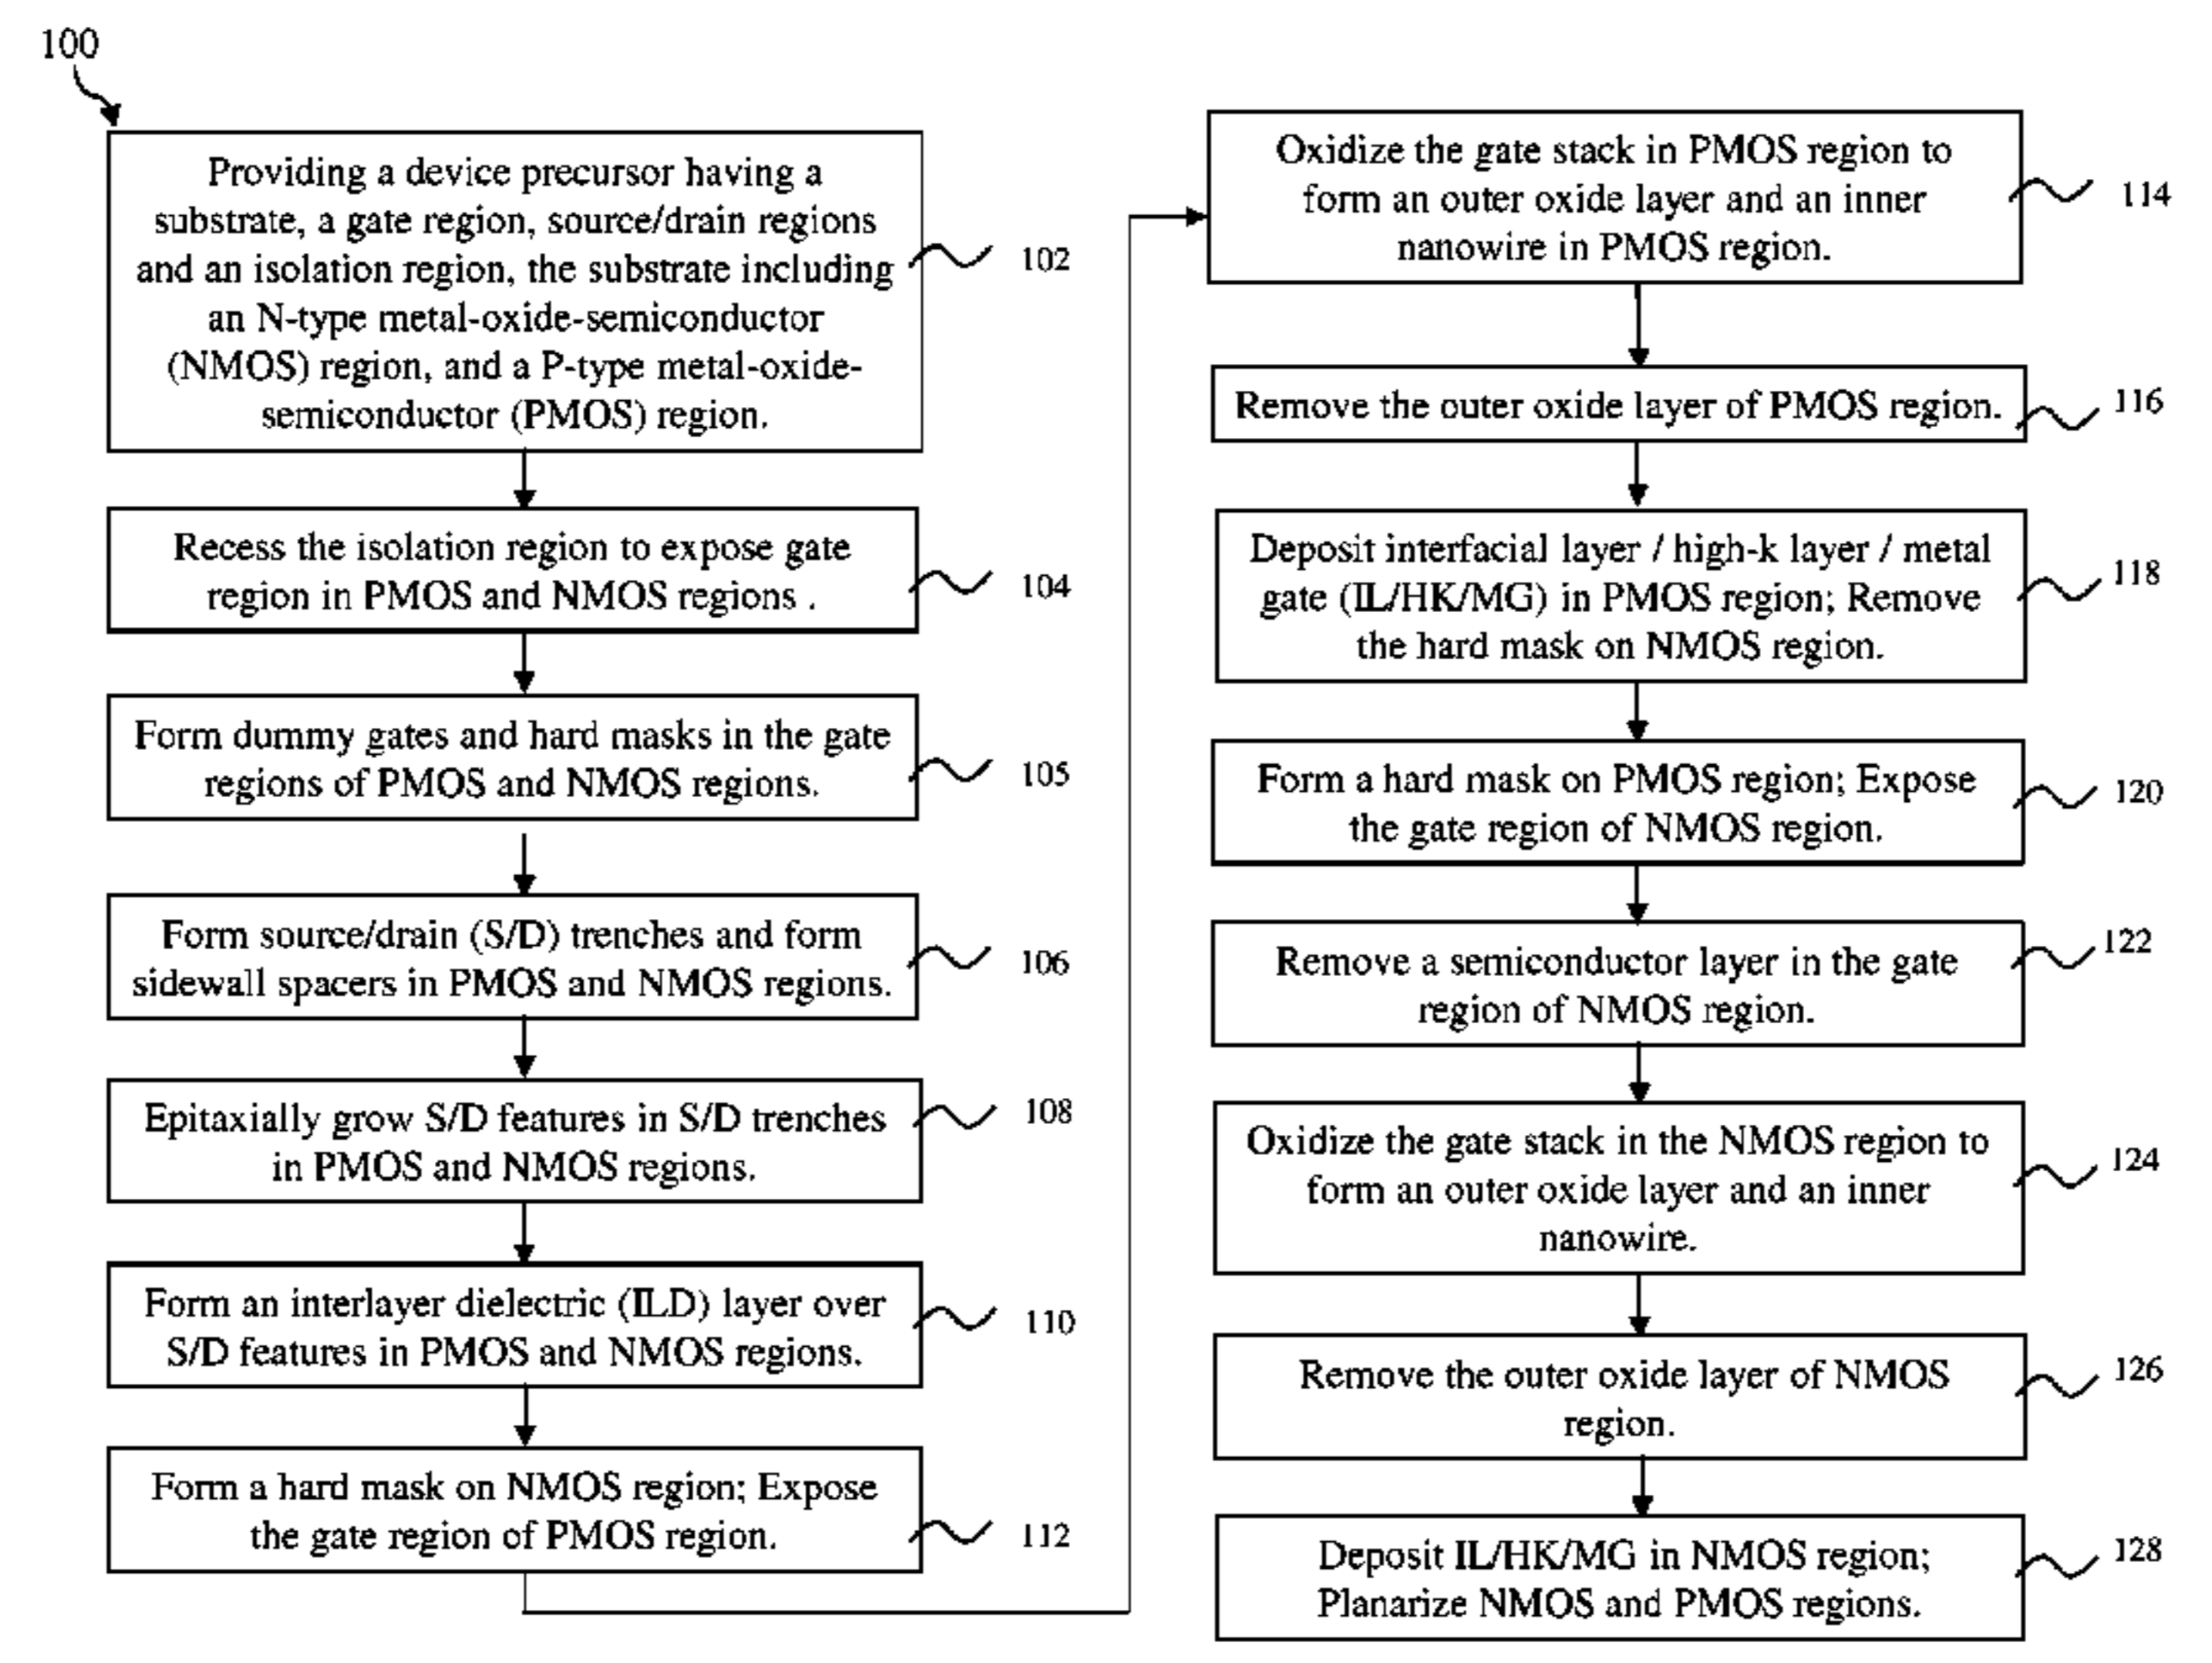 100
Providing a device precursor having a
substrate, a gate region, source/drain regions
and an isolation region, the substrate including
an N-type metal-oxide-semiconductor
(NMOS) region, and a P-type metal-oxide-
semiconductor (PMOS) region.
102
Recess the isolation region to expose gate
region in PMOS and NMOS regions .
104
Form dummy gates and hard masks in the gate
regions of PMOS and NMOS regions.
105
Form source/drain (S/D) trenches and form
sidewall spacers in PMOS and NMOS regions.
106
Epitaxially grow S/D features in S/D trenches
in PMOS and NMOS regions.
108
Form an interlayer dielectric (ILD) layer over
S/D features in PMOS and NMOS regions.
110
Form a hard mask on NMOS region; Expose
the gate region of PMOS region.
112
Oxidize the gate stack in PMOS region to
form an outer oxide layer and an inner
nanowire in PMOS region.
114
Remove the outer oxide layer of PMOS region.
116
Deposit interfacial layer / high-k layer / metal
gate (IL/HK/MG) in PMOS region; Remove
the hard mask on NMOS region.
118
Form a hard mask on PMOS region; Expose
the gate region of NMOS region.
120
Remove a semiconductor layer in the gate
region of NMOS region.
122
Oxidize the gate stack in the NMOS region to
form an outer oxide layer and an inner
nanowire.
124
Remove the outer oxide layer of NMOS
region.
126
Deposit IL/HK/MG in NMOS region;
Planarize NMOS and PMOS regions.
128